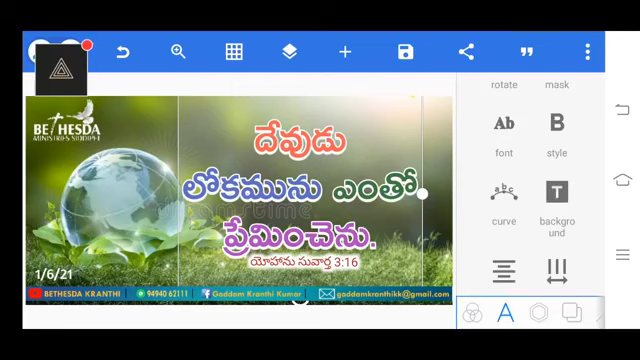 BETHESDA
దేవుడు
లోకమును ఎంతో
ప్రేమించెను.
యోహాను సువార్త 3:16
1/6/21
BETHESDA KRANTHI
94940 62111
Gaddam Kranthi Kumar
gaddamkranthikk@gmail.com
rotate
mask
Ab
B
font
style
abc
T
curve
backgro
und
A